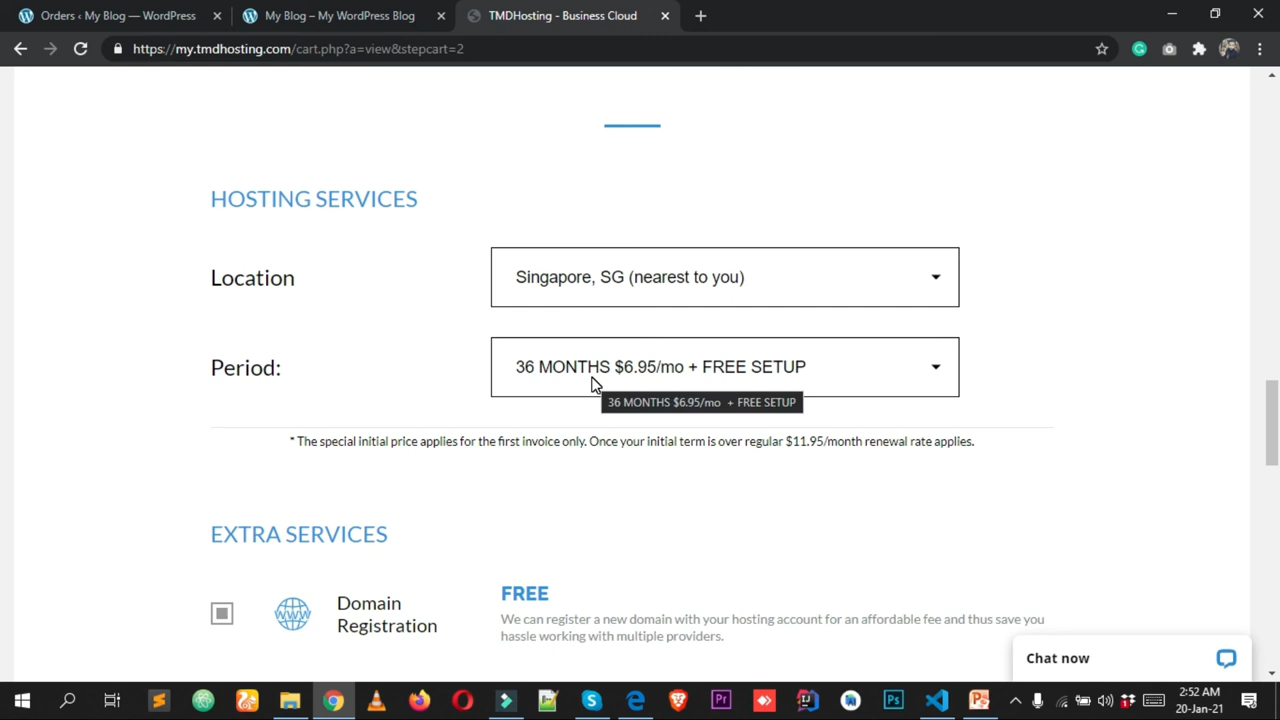 Orders ‹ My Blog — WordPress
My Blog – My WordPress Blog
TMDHosting - Business Cloud
https://my.tmdhosting.com/cart.php?a=view&stepcart=2
HOSTING SERVICES
Location
Singapore, SG (nearest to you)
Period:
36 MONTHS $6.95/mo + FREE SETUP
36 MONTHS $6.95/mo + FREE SETUP
* The special initial price applies for the first invoice only. Once your initial term is over regular $11.95/month renewal rate applies.
EXTRA SERVICES
WWW
Domain
Registration
FREE
We can register a new domain with your hosting account for an affordable fee and thus save you
hassle working with multiple providers.
Chat now
Pr
Ps
2:52 AM
20-Jan-21